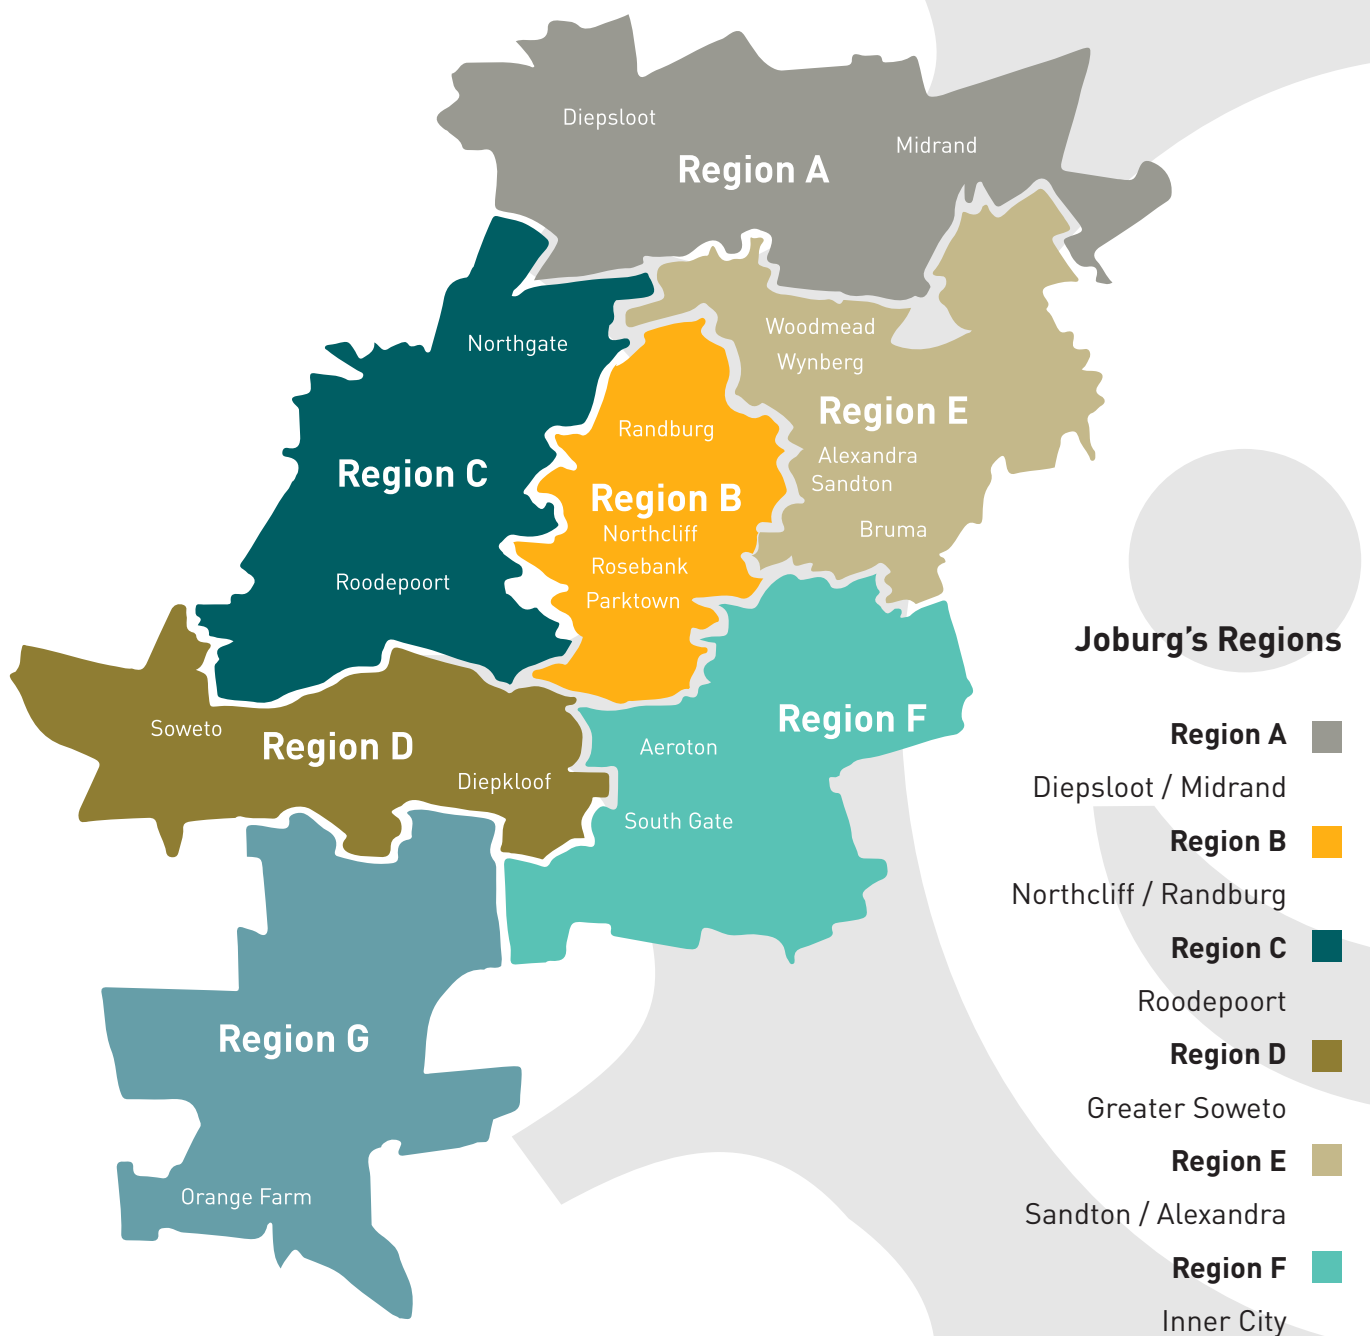 Diepsloot
Midrand
Region A
Northgate
Woodmead
Wynberg
Region E
Randburg
Alexandra
Region C
Sandton
Region B
Northcliff
Bruma
Rosebank
Roodepoort
Parktown
Soweto
Region D
Region F
Aeroton
Diepkloof
South Gate
Region G
Orange Farm
Joburg’s Regions
Region A
Diepsloot / Midrand
Region B
Northcliff / Randburg
Region C
Roodepoort
Region D
Greater Soweto
Region E
Sandton / Alexandra
Region F
Inner City